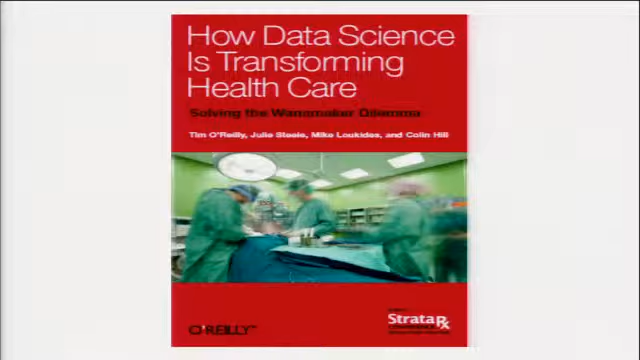 How Data Science
Is Transforming
Health Care
Solving the Wanamaker Dilemma
Tim O'Reilly, Julie Steele, Mike Loukides, and Colin Hill
O'REILLY™
Strata Rx